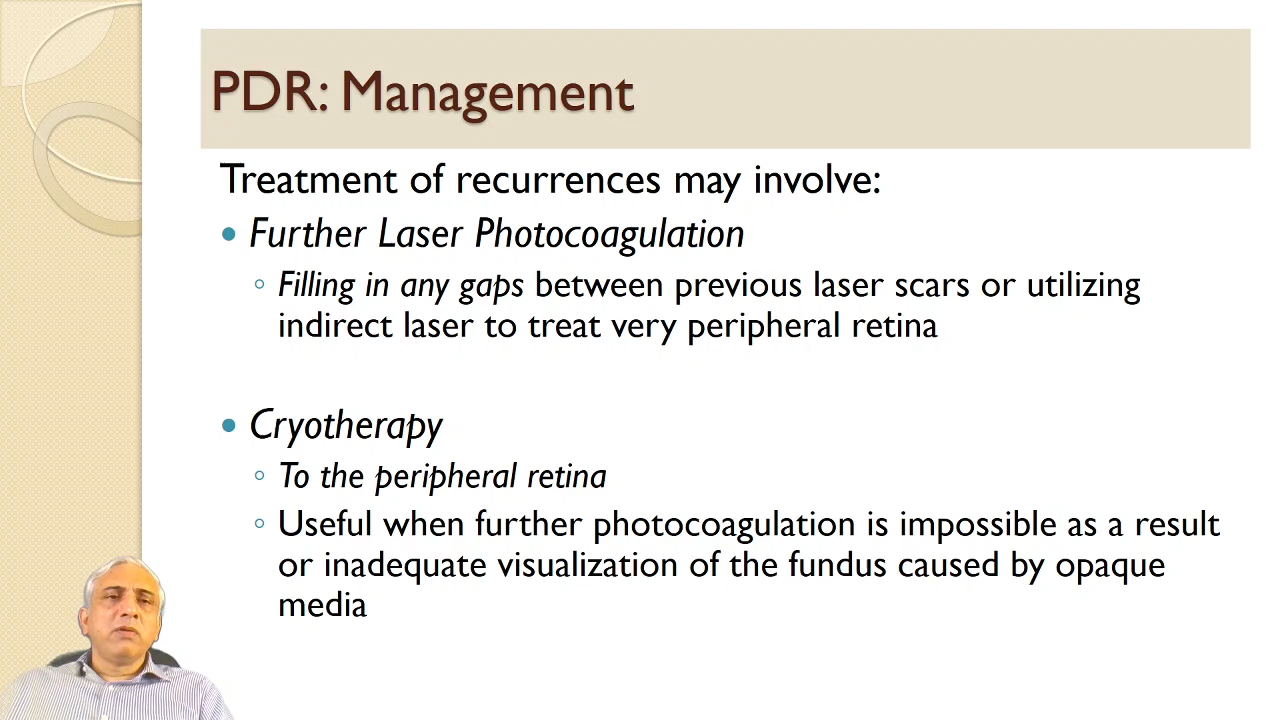 PDR: Management
Treatment of recurrences may involve:
Further Laser Photocoagulation
Filling in any gaps between previous laser scars or utilizing
indirect laser to treat very peripheral retina
Cryotherapy
To the peripheral retina
Useful when further photocoagulation is impossible as a result
or inadequate visualization of the fundus caused by opaque
media